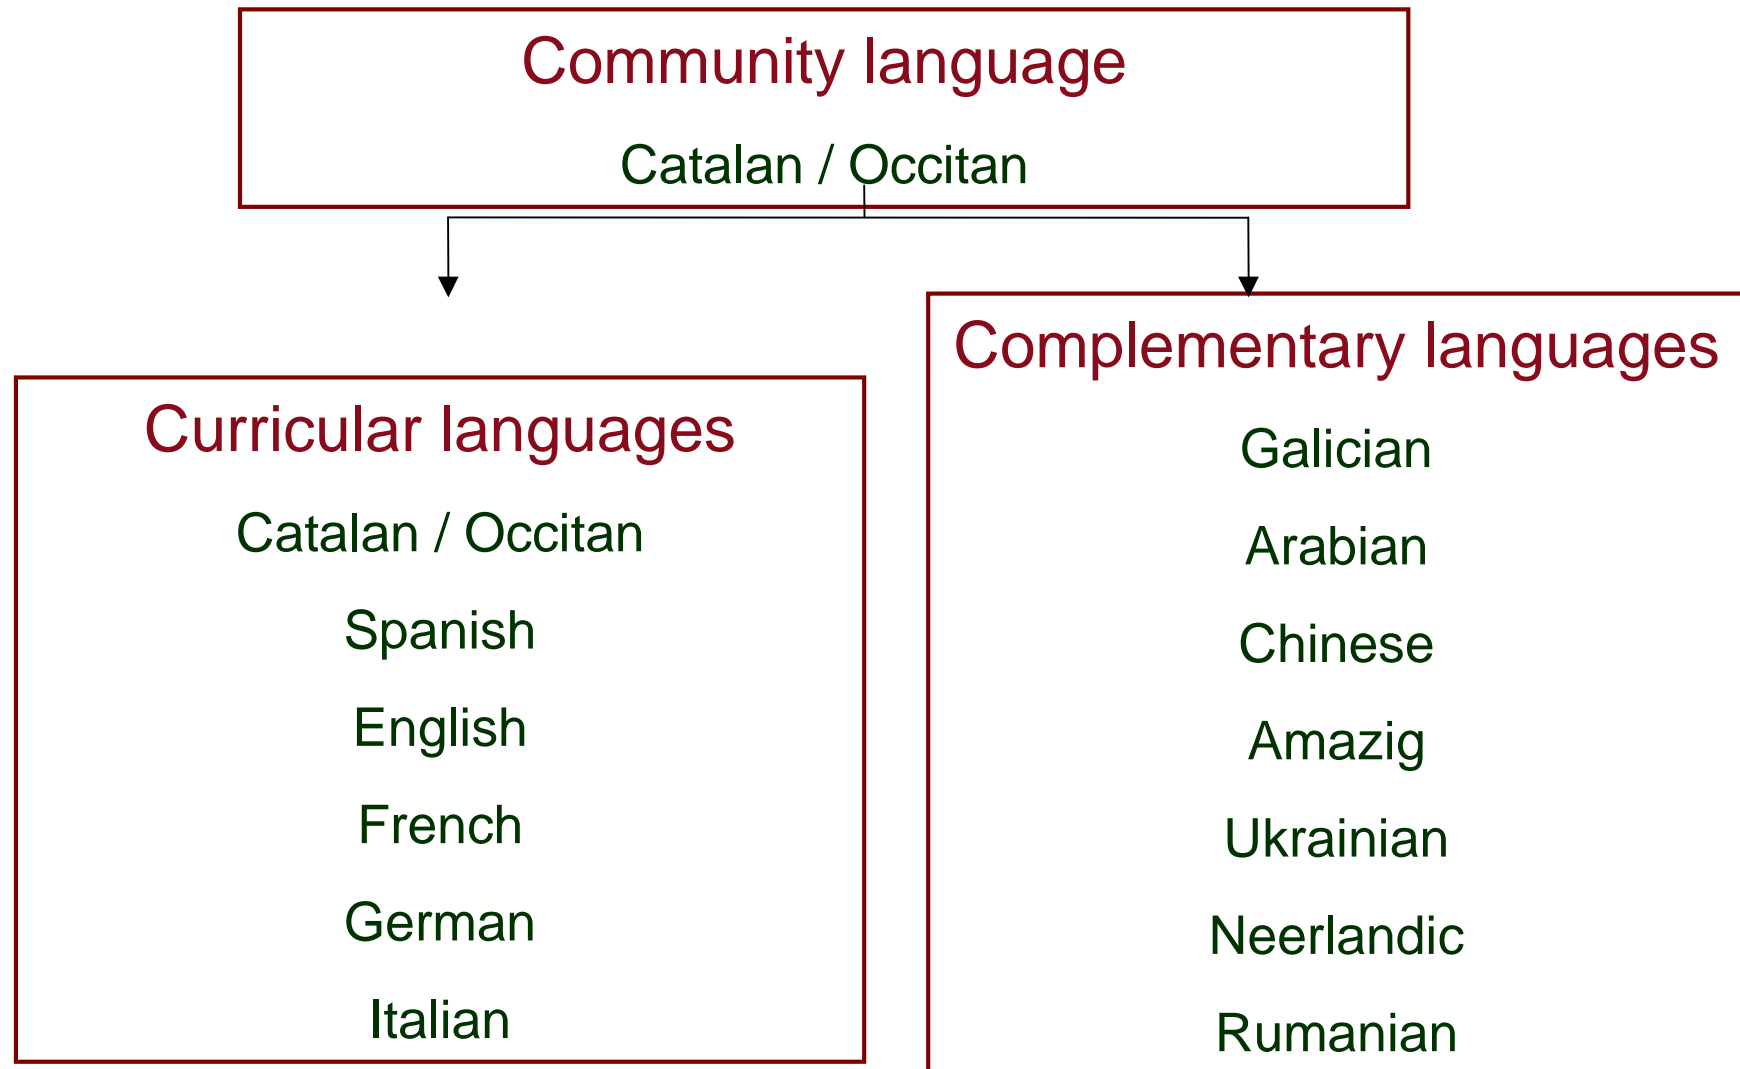 Community language
Catalan / Occitan
Curricular languages
Catalan / Occitan
Spanish
English
French
German
Italian
Complementary languages
Galician
Arabian
Chinese
Amazig
Ukrainian
Neerlandic
Rumanian